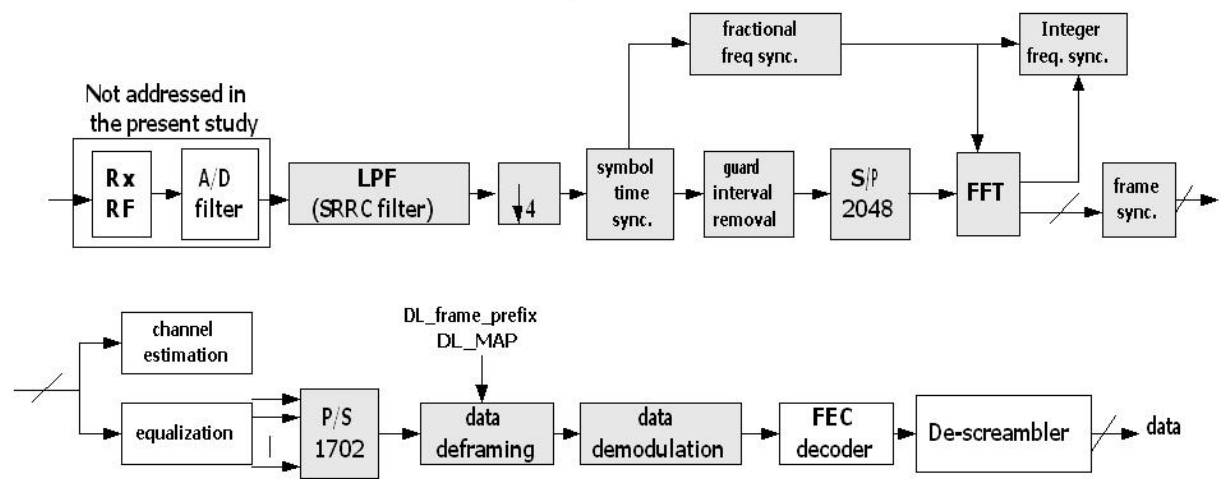 fractional
freq sync.
Integer
freq. sync.
Not addressed in
the present study
Rx
RF
A/D
filter
LPF
(SRRC filter)
4
symbol
time
sync.
guard
interval
removal
S/P
2048
FFT
frame
sync.
channel
estimation
DL_frame_prefix
DL_MAP
equalization
P/S
1702
data
deframing
data
demodulation
FEC
decoder
De-screambler
data